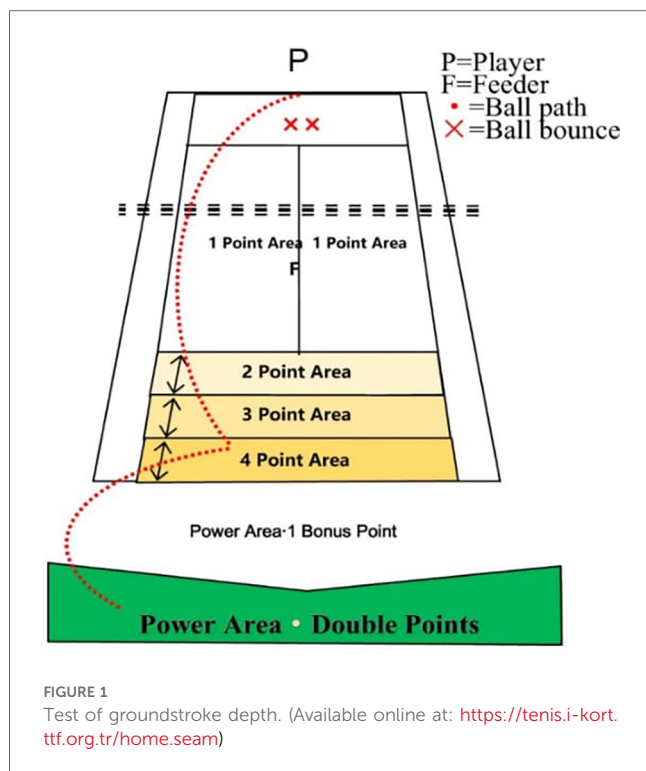 P
P=Player
F=Feeder
=Ball path
=Ball bounce
1 Point Area 1 Point Area
F
2 Point Area
3 Point Area
4 Point Area
Power Area·1 Bonus Point
Power Area • Double Points
FIGURE 1
Test of groundstroke depth. (Available online at: https://tenis.i-kort.
ttf.org.tr/home.seam)